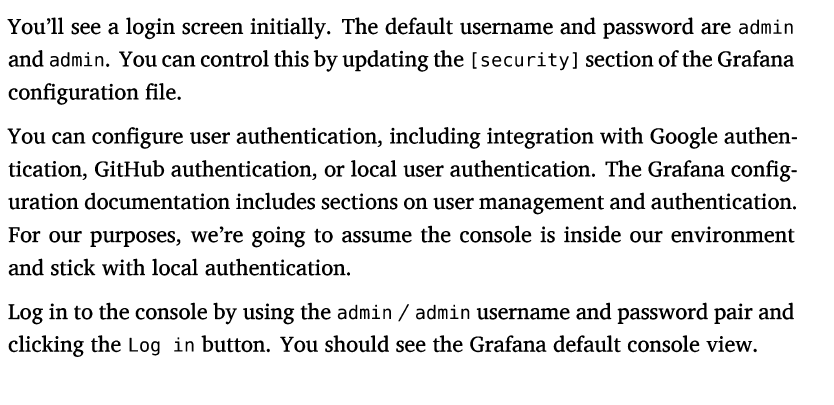 You’ll see a login screen initially. The default username and password are admin
and admin. You can control this by updating the [security] section of the Grafana
configuration file.
You can configure user authentication, including integration with Google authen-
tication, GitHub authentication, or local user authentication. The Grafana config-
uration documentation includes sections on user management and authentication.
For our purposes, we’re going to assume the console is inside our environment
and stick with local authentication.
Log in to the console by using the admin / admin username and password pair and
clicking the Log in button. You should see the Grafana default console view.